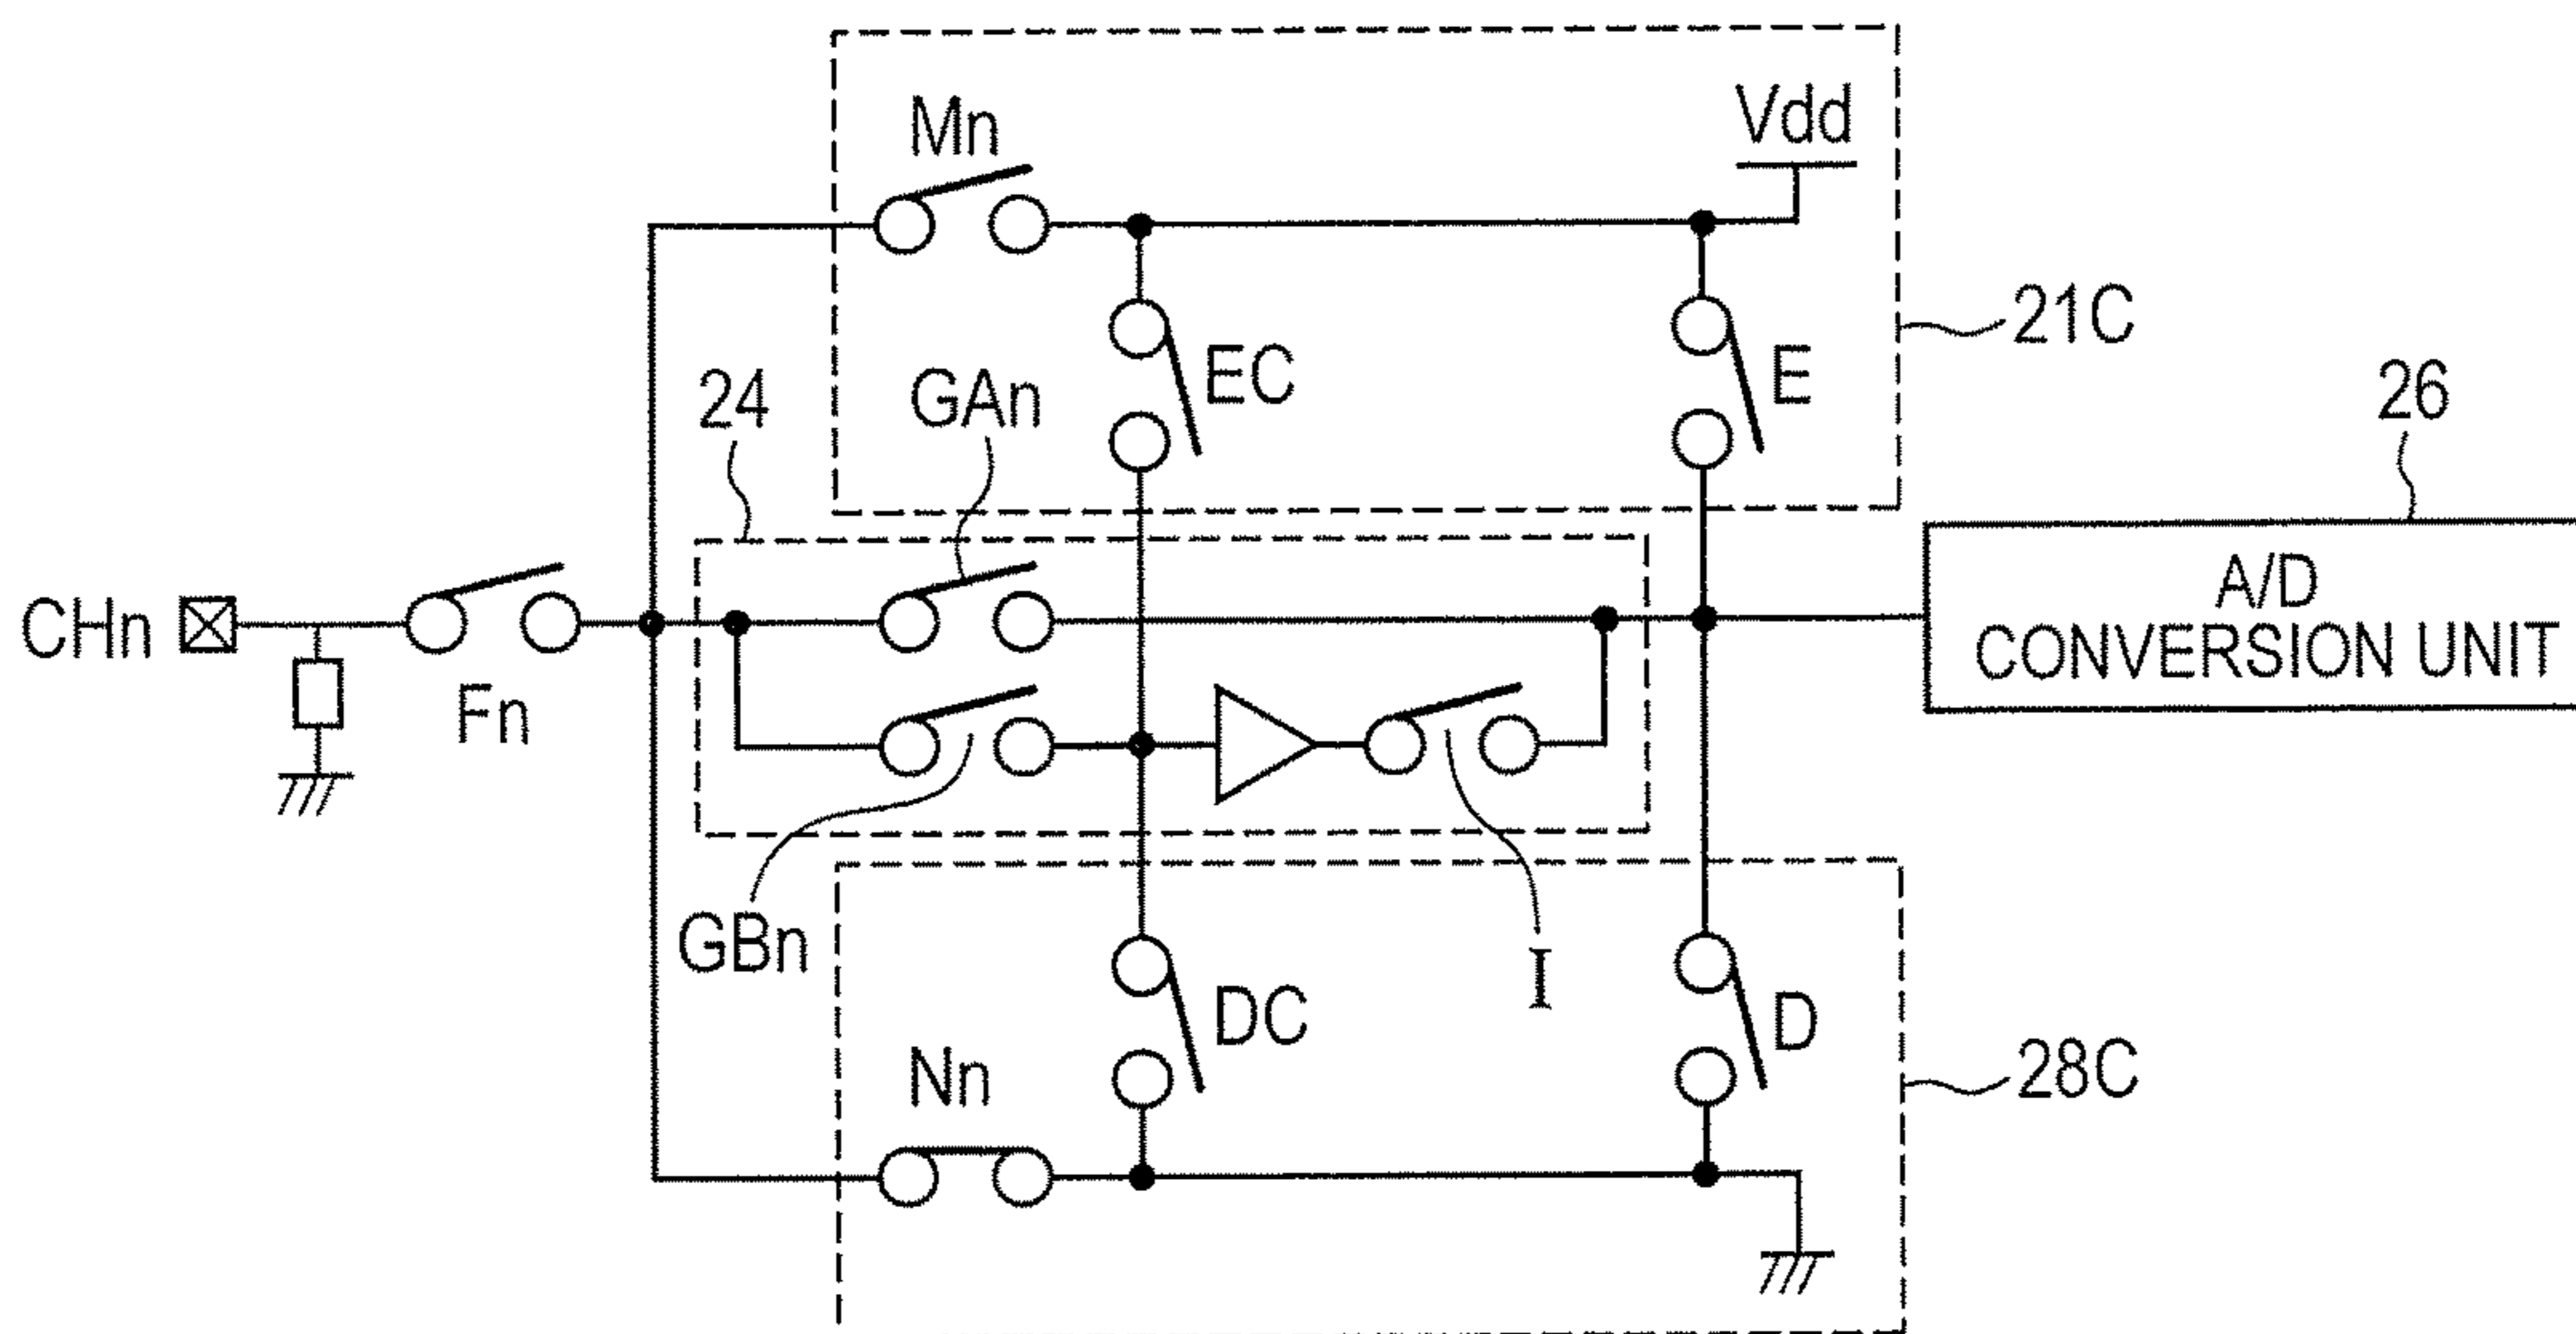 Vdd
Mn
21C
EC
E
GAn
24
26
A/D
CONVERSION UNIT
CHn
Fn
GBn
I
DC
D
Nn
28C